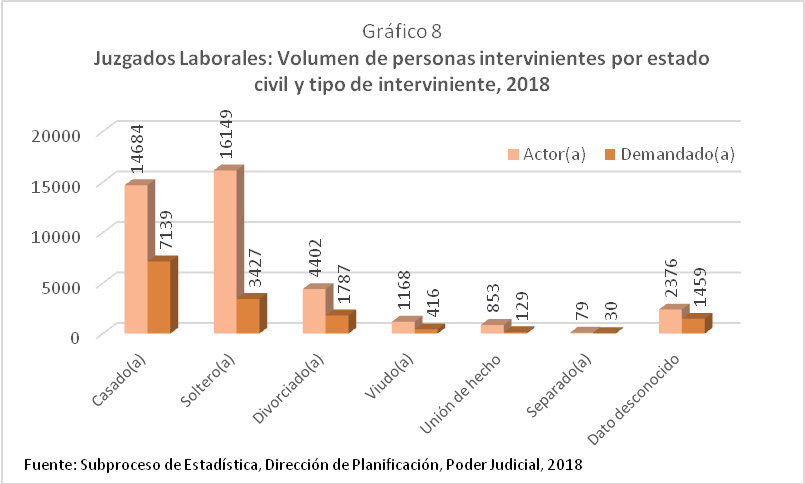 Gráfico 8
Juzgados Laborales: Volumen de personas intervinientes por estado
civil y tipo de interviniente, 2018
Actor(a) Demandado(a)
20000
15000
10000
5000
0
14684
7139
16149
3427
4402
1787
1168
416
853
129
79
30
2376
1459
Casado(a)
Soltero(a)
Divorciado(a)
Viudo(a)
Unión de hecho
Separado(a)
Dato desconocido
Fuente: Subproceso de Estadística, Dirección de Planificación, Poder Judicial, 2018